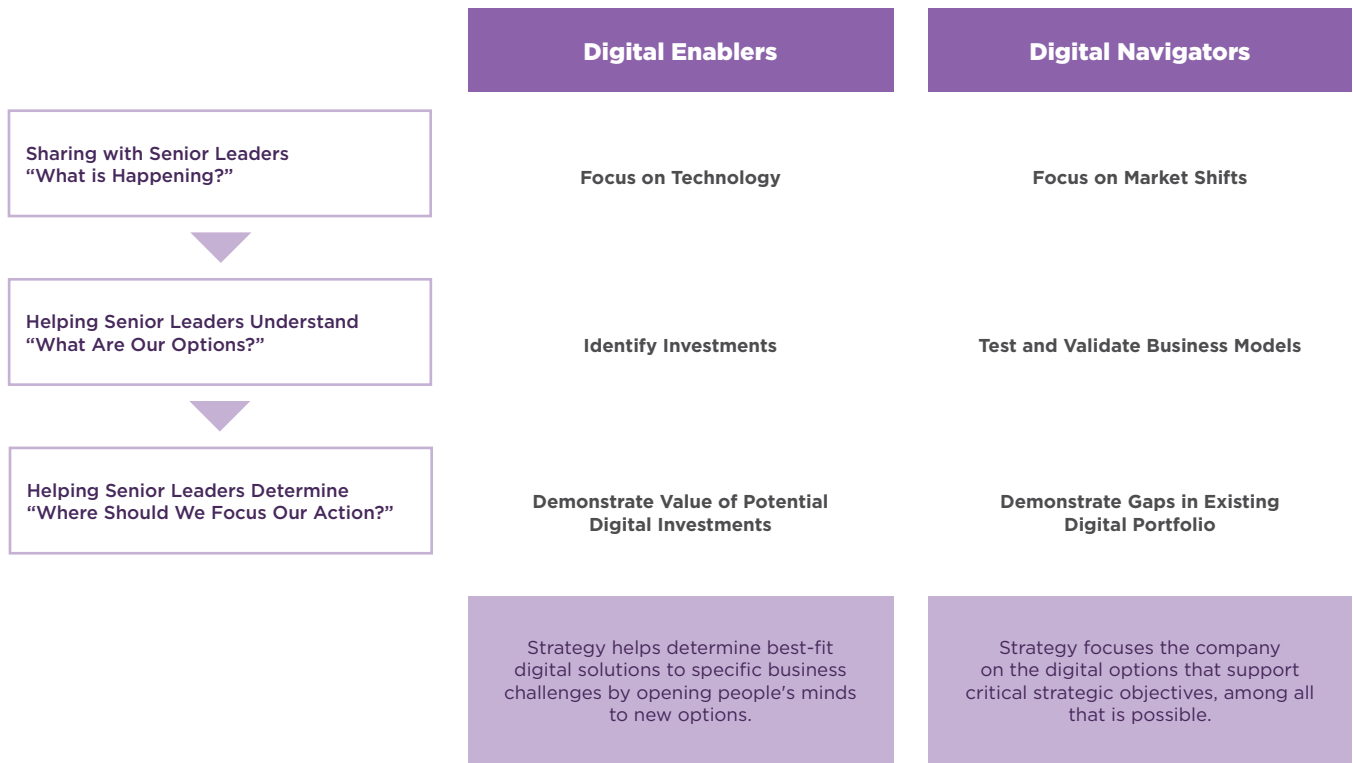 Digital Enablers
Digital Navigators
Sharing with Senior Leaders
“What is Happening?”
Focus on Technology
Focus on Market Shifts
Helping Senior Leaders Understand
“What Are Our Options?”
Identify Investments
Test and Validate Business Models
Helping Senior Leaders Determine
“Where Should We Focus Our Action?”
Demonstrate Value of Potential
Digital Investments
Demonstrate Gaps in Existing
Digital Portfolio
Strategy helps determine best-fit
digital solutions to specific business
challenges by opening people's minds
to new options.
Strategy focuses the company
on the digital options that support
critical strategic objectives, among all
that is possible.